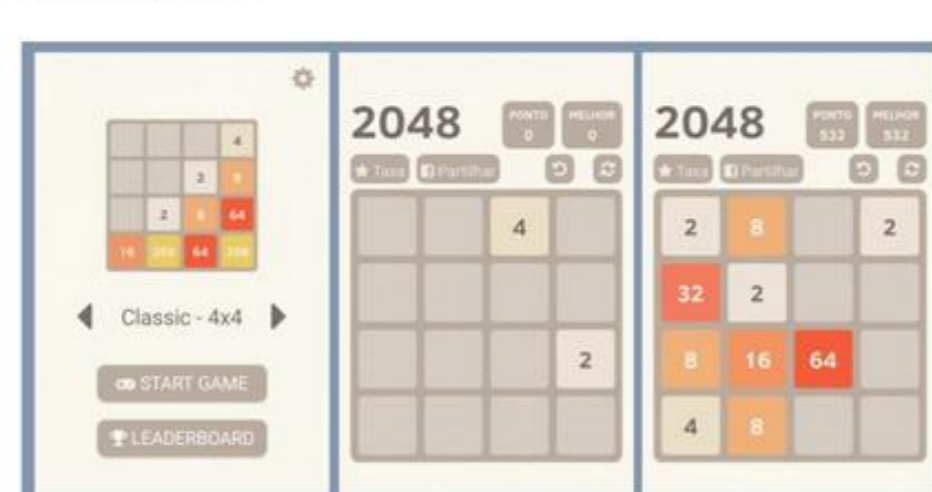 4
2 8
2 8 64
16 256 64 256
Classic - 4x4
START GAME
LEADERBOARD
2048
PONTO
0
MELHOR
0
Taxa
Partilhar
4
2
2048
PONTO
532
MELHOR
532
Taxa
Partilhar
2 8 2
32 2
8 16 64
4 8